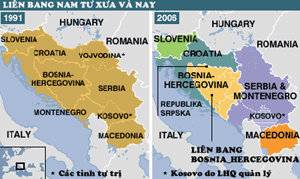 LIÊN BANG NAM TƯ XƯA VÀ NAY
1991
HUNGARY
SLOVENIA
ROMANIA
CROATIA
VOJVODINA*
BOSNIA-
HERCEGOVINA
SERBIA
MONTENEGRO
KOSOVO*
ITALY
MACEDONIA
* Các tỉnh tự trị
2006
HUNGARY
SLOVENIA
ROMANIA
CROATIA
BOSNIA-
HERCEGOVINA
SERBIA &
MONTENEGRO
REPUBLIKA
SRPSKA
KOSOVO*
ITALY
MACEDONIA
LIÊN BANG
BOSNIA_HERCEGOVINA
* Kosovo do LHQ quản lý